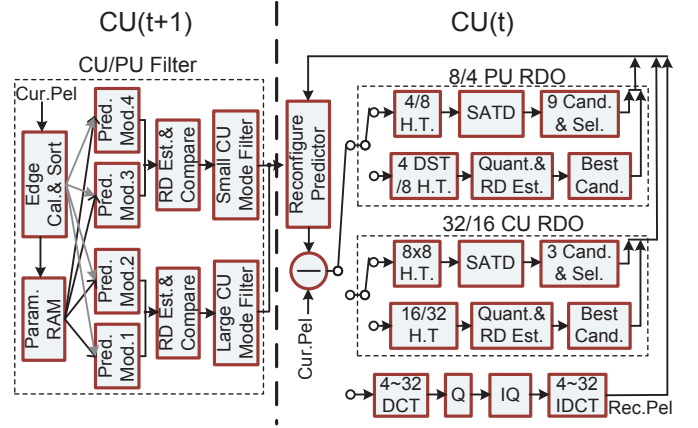 CU(t+1)
CU(t)
CU/PU Filter
Cur.Pel
Edge
Cal.& Sort
Param.
RAM
Pred.
Mod.4
Pred.
Mod.3
Pred.
Mod.2
Pred.
Mod.1
RD Est.&
Compare
RD Est.&
Compare
Small CU
Mode Filter
Large CU
Mode Filter
Reconfigure
Predictor
Cur.Pel
8/4 PU RDO
4/8
H.T.
SATD
9 Cand.
& Sel.
4 DST
/8 H.T.
Quant.&
RD Est.
Best
Cand.
32/16 CU RDO
8x8
H.T.
SATD
3 Cand.
& Sel.
16/32
H.T
Quant.&
RD Est.
Best
Cand.
4~32
DCT
Q
IQ
4~32
IDCT
Rec.Pel